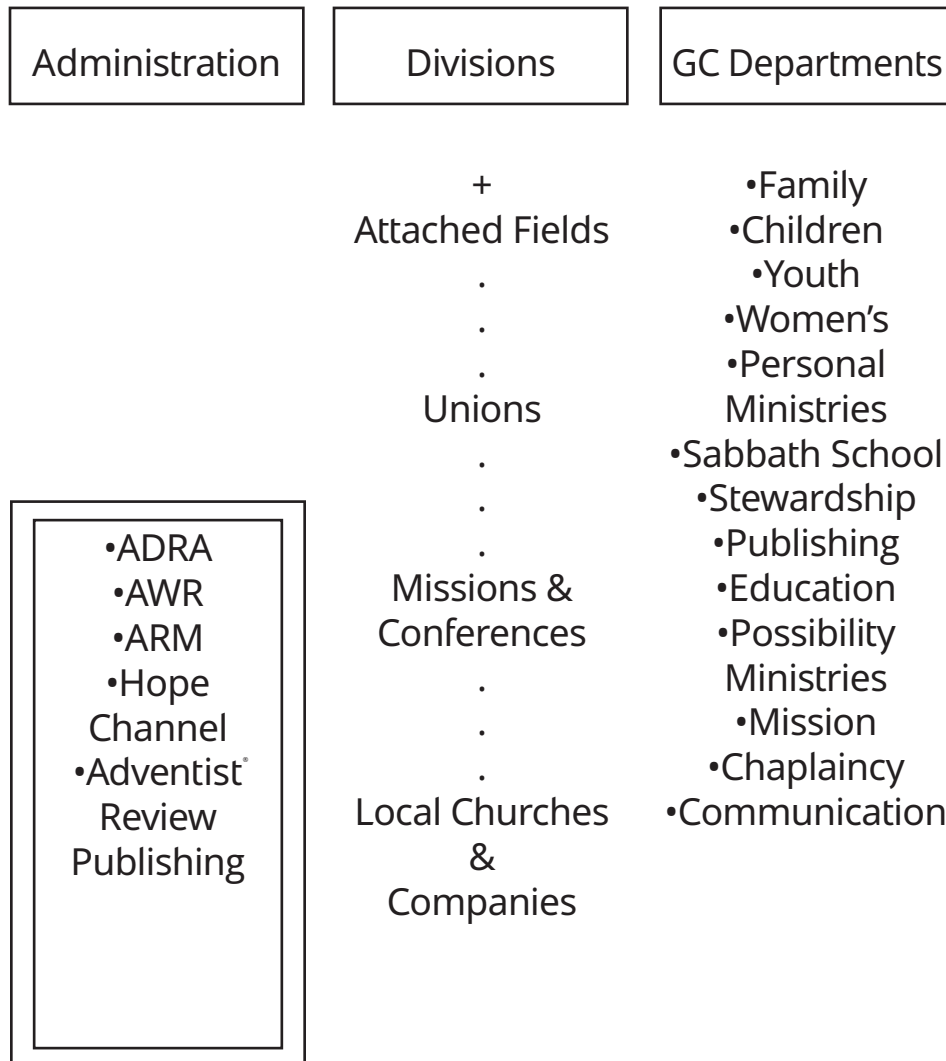 Administration
Divisions
GC Departments
•ADRA
•AWR
•ARM
•Hope
Channel
•Adventist®
Review
Publishing
+
Attached Fields
.
.
.
Unions
.
.
.
Missions &
Conferences
.
.
.
Local Churches
&
Companies
•Family
•Children
•Youth
•Women’s
•Personal
Ministries
•Sabbath School
•Stewardship
•Publishing
•Education
•Possibility
Ministries
•Mission
•Chaplaincy
•Communication